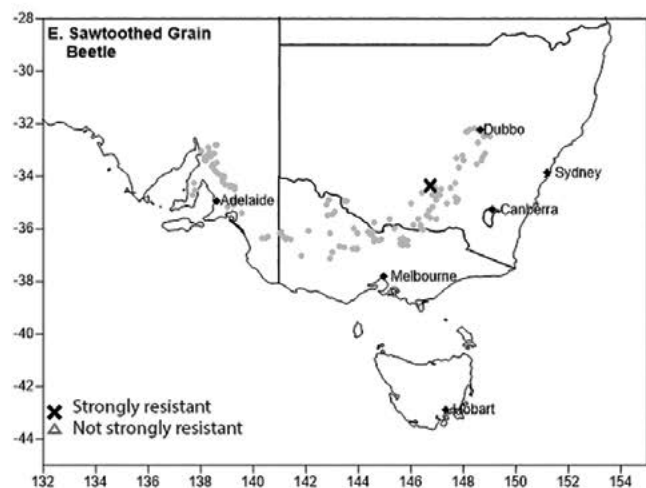 -28
E. Sawtoothed Grain
Beetle
-30
-32
Dubbo
-34
Sydney
Adelaide
Canberra
-36
-38
Melbourne
-40
-42
Strongly resistant
Hobart
Not strongly resistant
-44
132 134 136 138 140 142 144 146 148 150 152 154